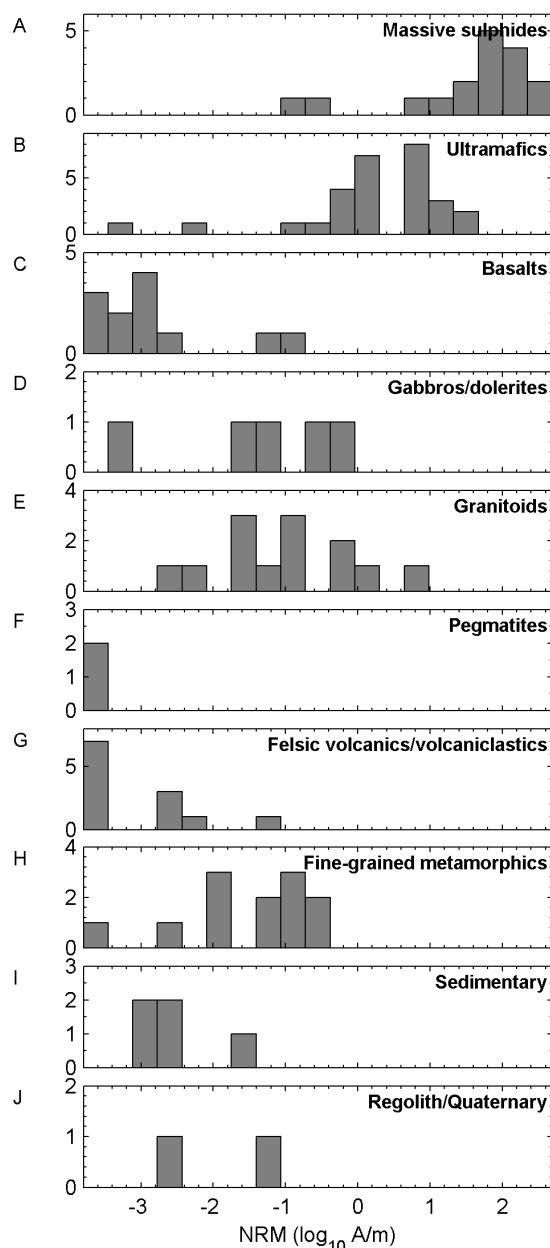 A
Massive sulphides
5
0
B
Ultramafics
5
0
C
Basalts
5
0
D
Gabbros/dolerites
2
1
0
E
Granitoids
4
2
0
F
Pegmatites
3
2
1
0
G
Felsic volcanics/volcaniclastics
5
0
H
Fine-grained metamorphics
4
2
0
I
Sedimentary
3
2
1
0
J
Regolith/Quaternary
2
1
0
-3 -2 -1 0 1 2
NRM (log10 A/m)